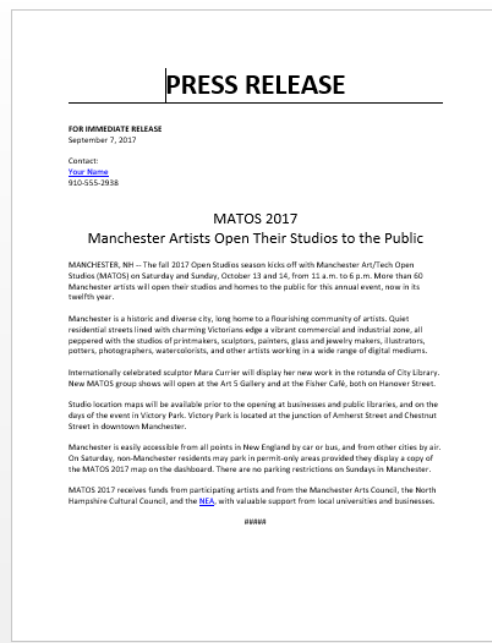 PRESS RELEASE
FOR IMMEDIATE RELEASE
September 7, 2017
Contact:
Your Name
910-555-2938
MATOS 2017
Manchester Artists Open Their Studios to the Public
MANCHESTER, NH -- The fall 2017 Open Studios season kicks off with Manchester Art/Tech Open
Studios (MATOS) on Saturday and Sunday, October 13 and 14, from 11 a.m. to 6 p.m. More than 60
Manchester artists will open their studios and homes to the public for this annual event, now in its
twelfth year.
Manchester is a historic and diverse city, long home to a flourishing community of artists. Quiet
residential streets lined with charming Victorians edge a vibrant commercial and industrial zone, all
peppered with the studios of printmakers, sculptors, painters, glass and jewelry makers, illustrators,
potters, photographers, watercolorists, and other artists working in a wide range of digital mediums.
Internationally celebrated sculptor Mara Currier will display her new work in the rotunda of City Library.
New MATOS group shows will open at the Art 5 Gallery and at the Fisher Café, both on Hanover Street.
Studio location maps will be available prior to the opening at businesses and public libraries, and on the
days of the event in Victory Park. Victory Park is located at the junction of Amherst Street and Chestnut
Street in downtown Manchester.
Manchester is easily accessible from all points in New England by car or bus, and from other cities by air.
On Saturday, non-Manchester residents may park in permit-only areas provided they display a copy of
the MATOS 2017 map on the dashboard. There are no parking restrictions on Sundays in Manchester.
MATOS 2017 receives funds from participating artists and from the Manchester Arts Council, the North
Hampshire Cultural Council, and the NEA, with valuable support from local universities and businesses.
#####